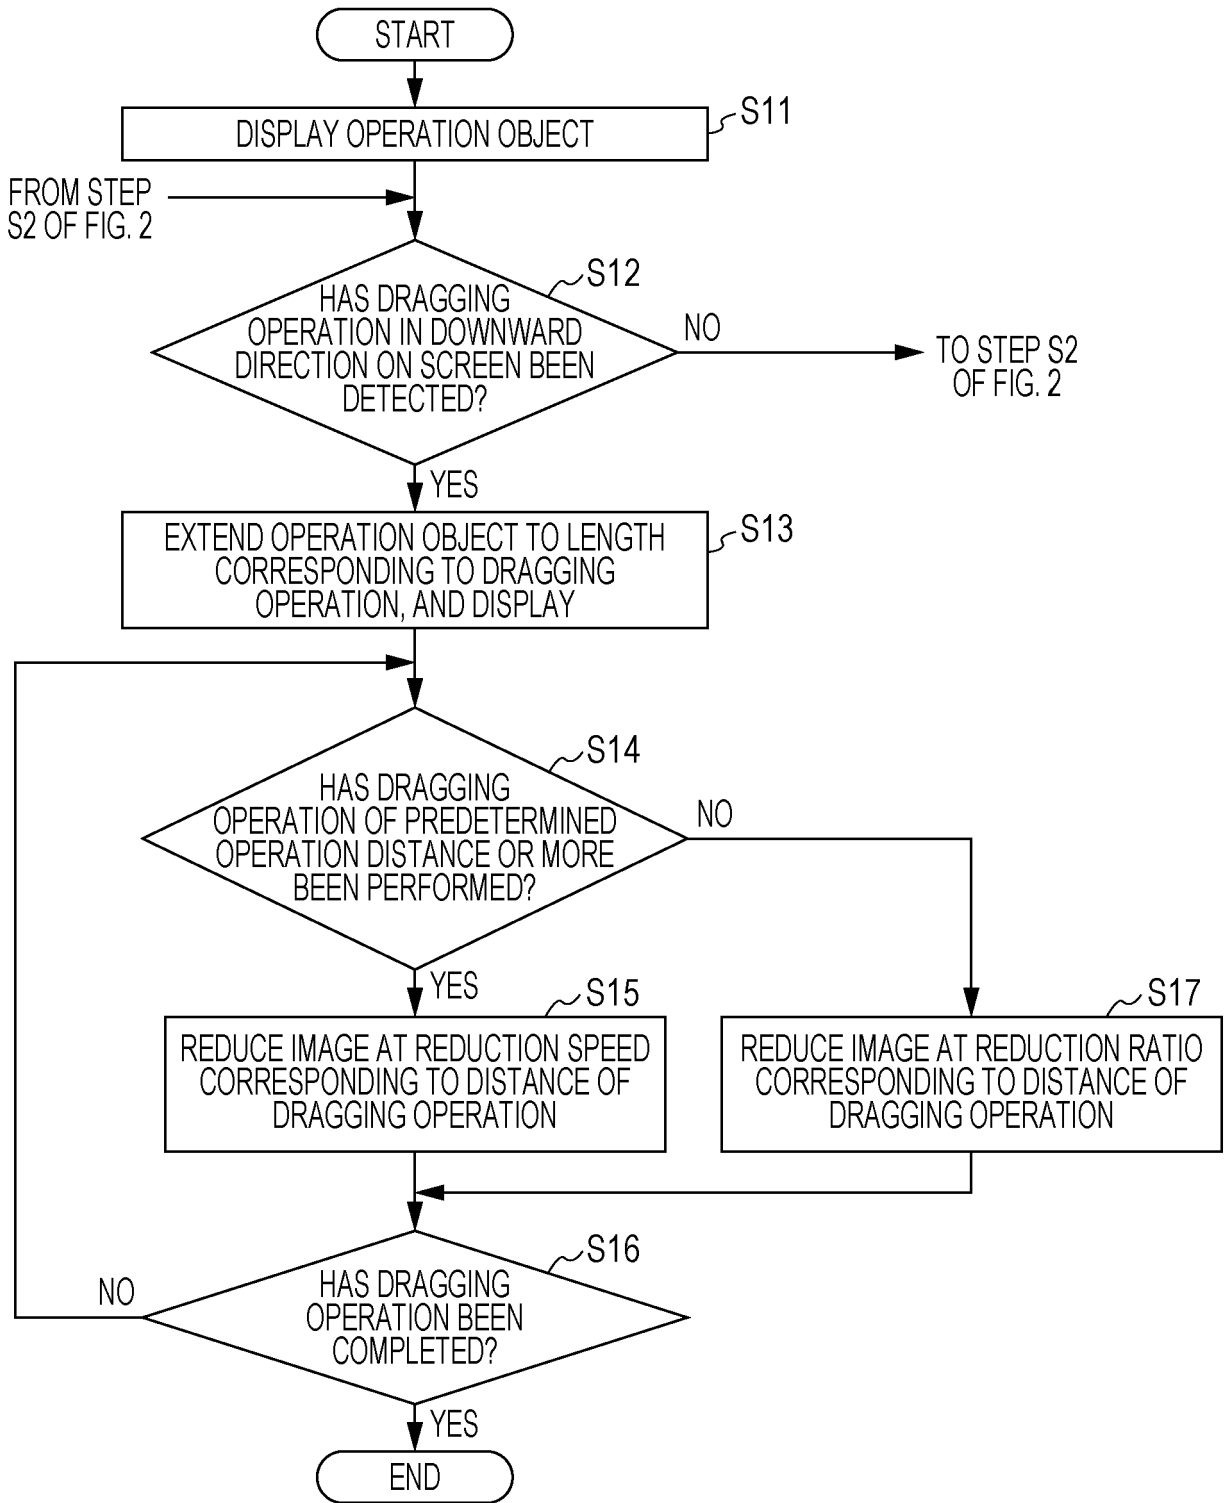 START
S11
DISPLAY OPERATION OBJECT
FROM STEP
S2 OF FIG. 2
S12
HAS DRAGGING
OPERATION IN DOWNWARD
DIRECTION ON SCREEN BEEN
DETECTED?
NO
TO STEP S2
OF FIG. 2
YES
S13
EXTEND OPERATION OBJECT TO LENGTH
CORRESPONDING TO DRAGGING
OPERATION, AND DISPLAY
S14
HAS DRAGGING
OPERATION OF PREDETERMINED
OPERATION DISTANCE OR MORE
BEEN PERFORMED?
NO
YES
S15
REDUCE IMAGE AT REDUCTION SPEED
CORRESPONDING TO DISTANCE OF
DRAGGING OPERATION
S17
REDUCE IMAGE AT REDUCTION RATIO
CORRESPONDING TO DISTANCE OF
DRAGGING OPERATION
S16
HAS DRAGGING
OPERATION BEEN
COMPLETED?
NO
YES
END